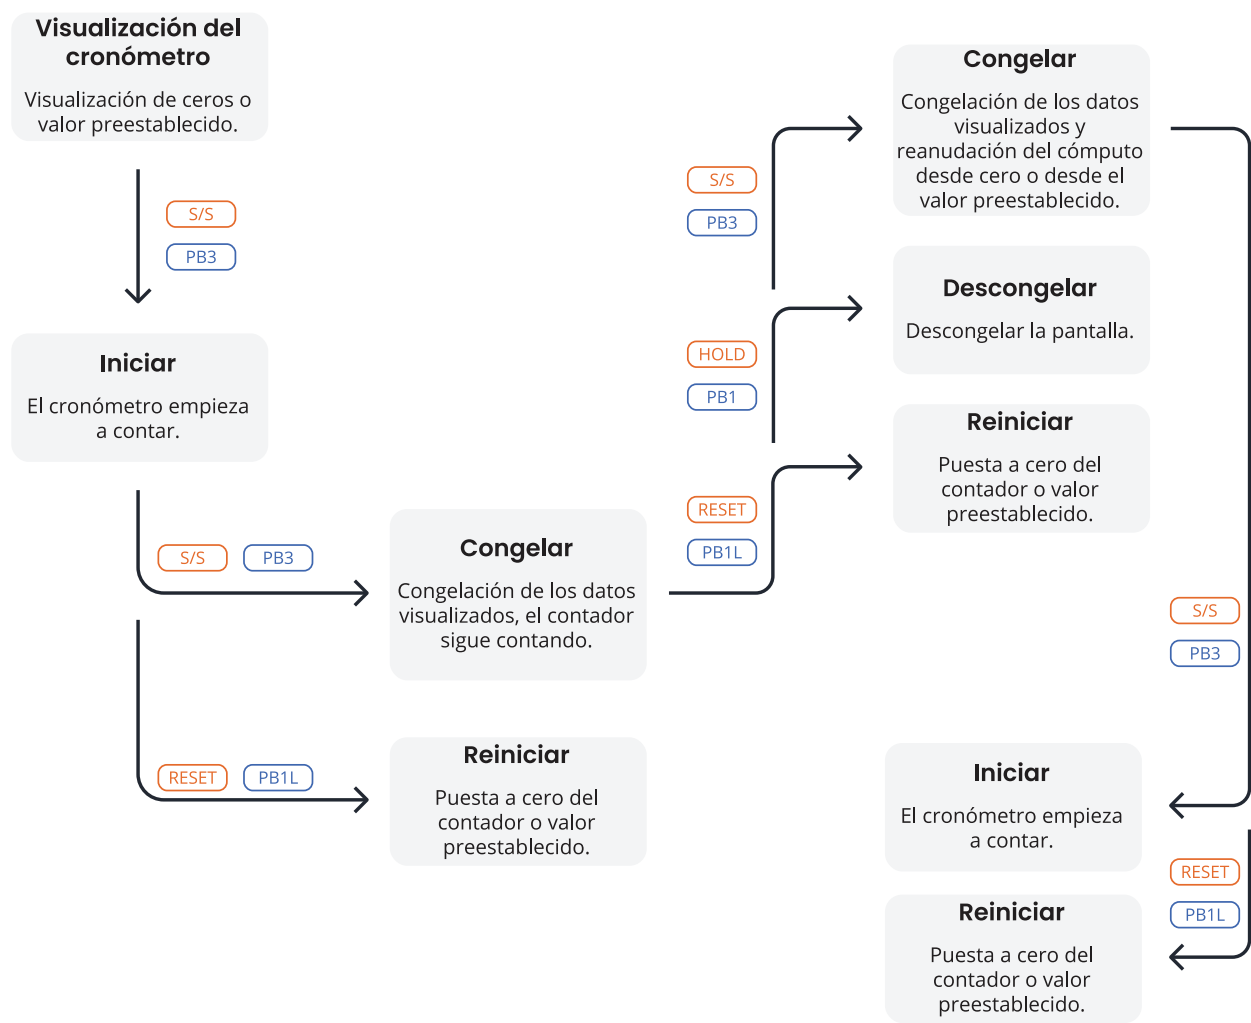 Visualización del
cronómetro
Visualización de ceros o
valor preestablecido.
S/S
PB3
Iniciar
El cronómetro empieza
a contar.
S/S PB3
Congelar
Congelación de los datos
visualizados, el contador
sigue contando.
RESET PB1L
Reiniciar
Puesta a cero del
contador o valor
preestablecido.
S/S
PB3
Congelar
Congelación de los datos
visualizados y
reanudación del cómputo
desde cero o desde el
valor preestablecido.
HOLD
PB1
Descongelar
Descongelar la pantalla.
RESET
PB1L
Reiniciar
Puesta a cero del
contador o valor
preestablecido.
S/S
PB3
Iniciar
El cronómetro empieza
a contar.
RESET
PB1L
Reiniciar
Puesta a cero del
contador o valor
preestablecido.